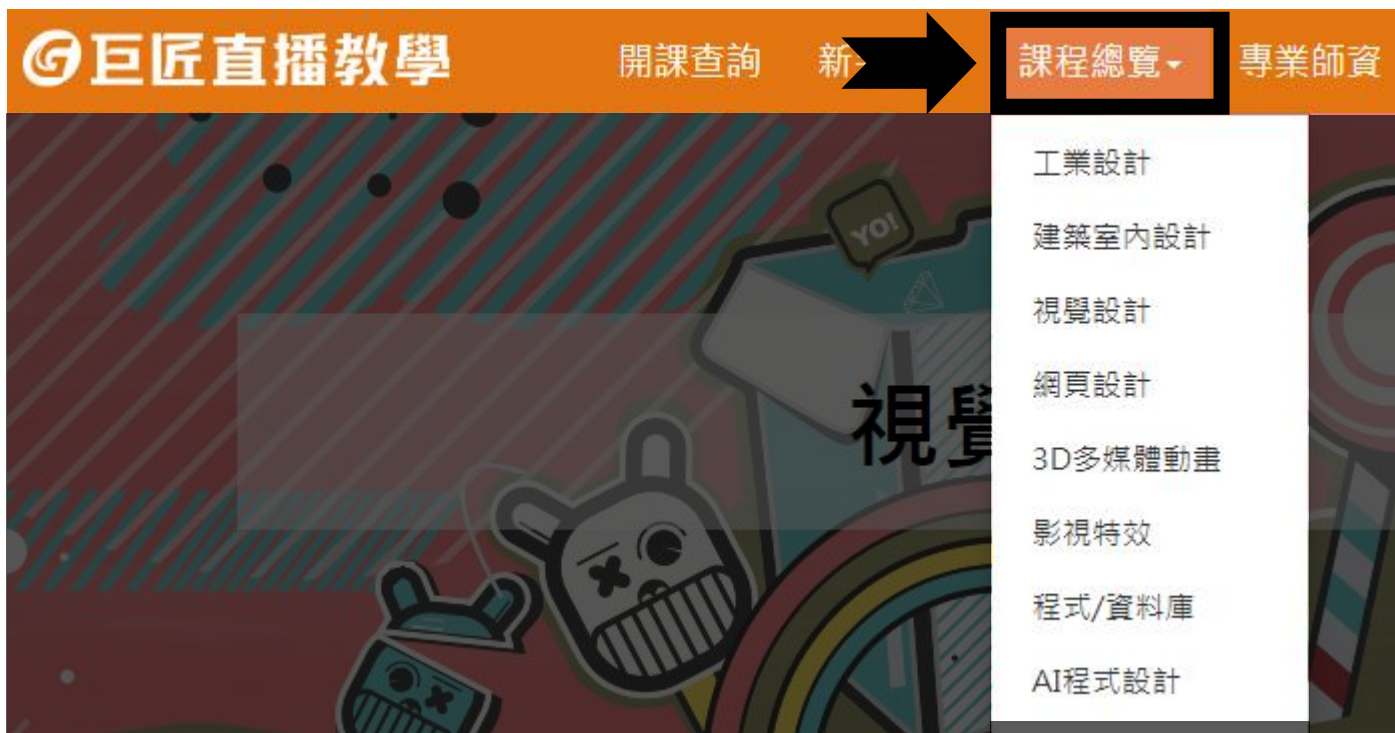 巨匠直播教學
開課查詢
新
課程總覽
專業師資
工業設計
建築室內設計
視覺設計
網頁設計
3D多媒體動畫
影視特效
程式/資料庫
AI程式設計
YO!
視覺